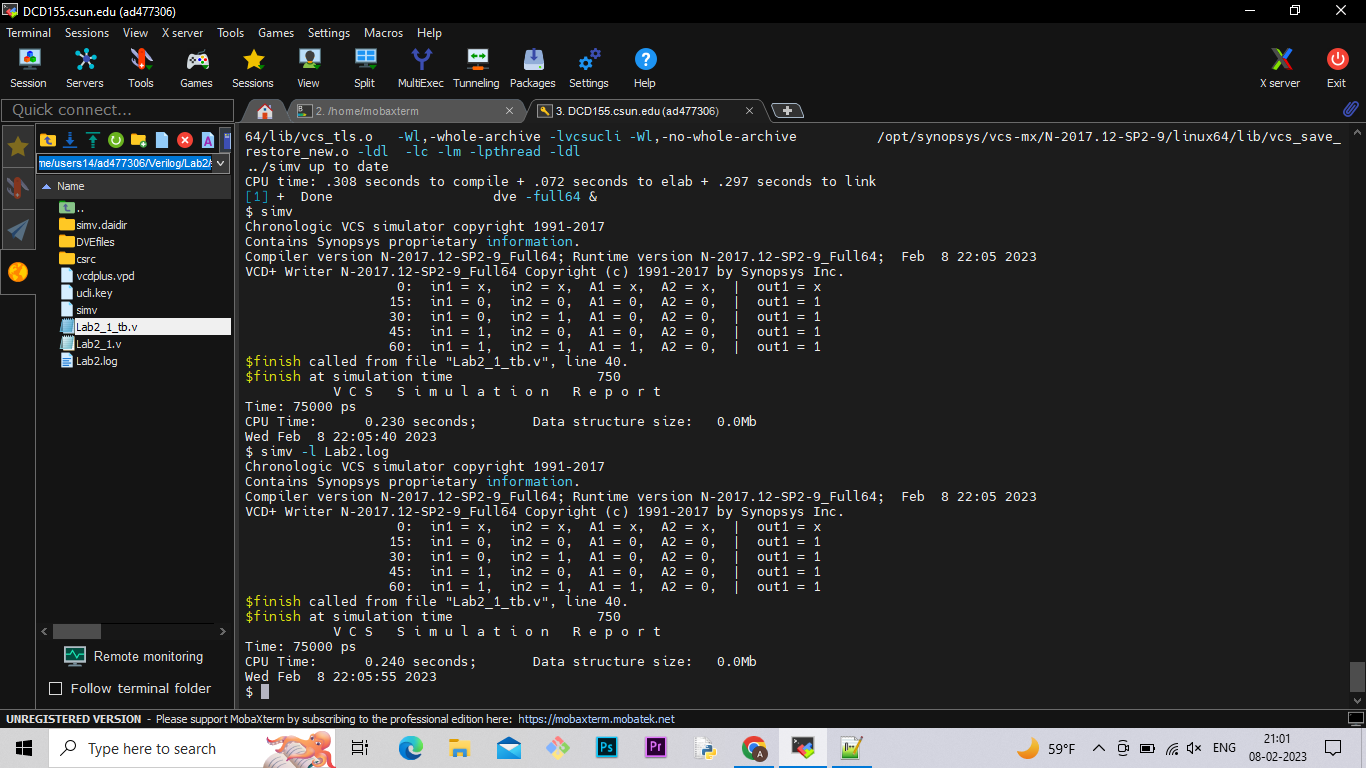 DCD155.csun.edu (ad477306)
Terminal Sessions View X server Tools Games Settings Macros Help
Session Servers Tools Games Sessions View Split MultiExec Tunneling Packages Settings Help X server Exit
Quick connect...
2. /home/mobaxterm
3. DCD155.csun.edu (ad477306)
me/users14/ad477306/Verilog/Lab2/
Name
..
simv.daidir
DVEfiles
csrc
vcdplus.vpd
ucli.key
simv
Lab2_1_tb.v
Lab2_1.v
Lab2.log
Remote monitoring
Follow terminal folder
64/lib/vcs_tls.o   -Wl,-whole-archive -lvcsucli -Wl,-no-whole-archive          /opt/synopsys/vcs-mx/N-2017.12-SP2-9/linux64/lib/vcs_save_
restore_new.o -ldl  -lc -lm -lpthread -ldl
../simv up to date
CPU time: .308 seconds to compile + .072 seconds to elab + .297 seconds to link
[1] +  Done                    dve -full64 &
$ simv
Chronologic VCS simulator copyright 1991-2017
Contains Synopsys proprietary information.
Compiler version N-2017.12-SP2-9_Full64; Runtime version N-2017.12-SP2-9_Full64;  Feb  8 22:05 2023
VCD+ Writer N-2017.12-SP2-9_Full64 Copyright (c) 1991-2017 by Synopsys Inc.
0:  in1 = x,  in2 = x,  A1 = x,  A2 = x,  |  out1 = x
15:  in1 = 0,  in2 = 0,  A1 = 0,  A2 = 0,  |  out1 = 1
30:  in1 = 0,  in2 = 1,  A1 = 0,  A2 = 0,  |  out1 = 1
45:  in1 = 1,  in2 = 0,  A1 = 0,  A2 = 0,  |  out1 = 1
60:  in1 = 1,  in2 = 1,  A1 = 1,  A2 = 0,  |  out1 = 1
$finish called from file "Lab2_1_tb.v", line 40.
$finish at simulation time                  750
V C S   S i m u l a t i o n   R e p o r t
Time: 75000 ps
CPU Time:      0.230 seconds;       Data structure size:   0.0Mb
Wed Feb  8 22:05:40 2023
$ simv -l Lab2.log
Chronologic VCS simulator copyright 1991-2017
Contains Synopsys proprietary information.
Compiler version N-2017.12-SP2-9_Full64; Runtime version N-2017.12-SP2-9_Full64;  Feb  8 22:05 2023
VCD+ Writer N-2017.12-SP2-9_Full64 Copyright (c) 1991-2017 by Synopsys Inc.
0:  in1 = x,  in2 = x,  A1 = x,  A2 = x,  |  out1 = x
15:  in1 = 0,  in2 = 0,  A1 = 0,  A2 = 0,  |  out1 = 1
30:  in1 = 0,  in2 = 1,  A1 = 0,  A2 = 0,  |  out1 = 1
45:  in1 = 1,  in2 = 0,  A1 = 0,  A2 = 0,  |  out1 = 1
60:  in1 = 1,  in2 = 1,  A1 = 1,  A2 = 0,  |  out1 = 1
$finish called from file "Lab2_1_tb.v", line 40.
$finish at simulation time                  750
V C S   S i m u l a t i o n   R e p o r t
Time: 75000 ps
CPU Time:      0.240 seconds;       Data structure size:   0.0Mb
Wed Feb  8 22:05:55 2023
$
UNREGISTERED VERSION - Please support MobaXterm by subscribing to the professional edition here: https://mobaxterm.mobatek.net
Type here to search
Ps
Pr
A
59°F
ENG
21:01
08-02-2023